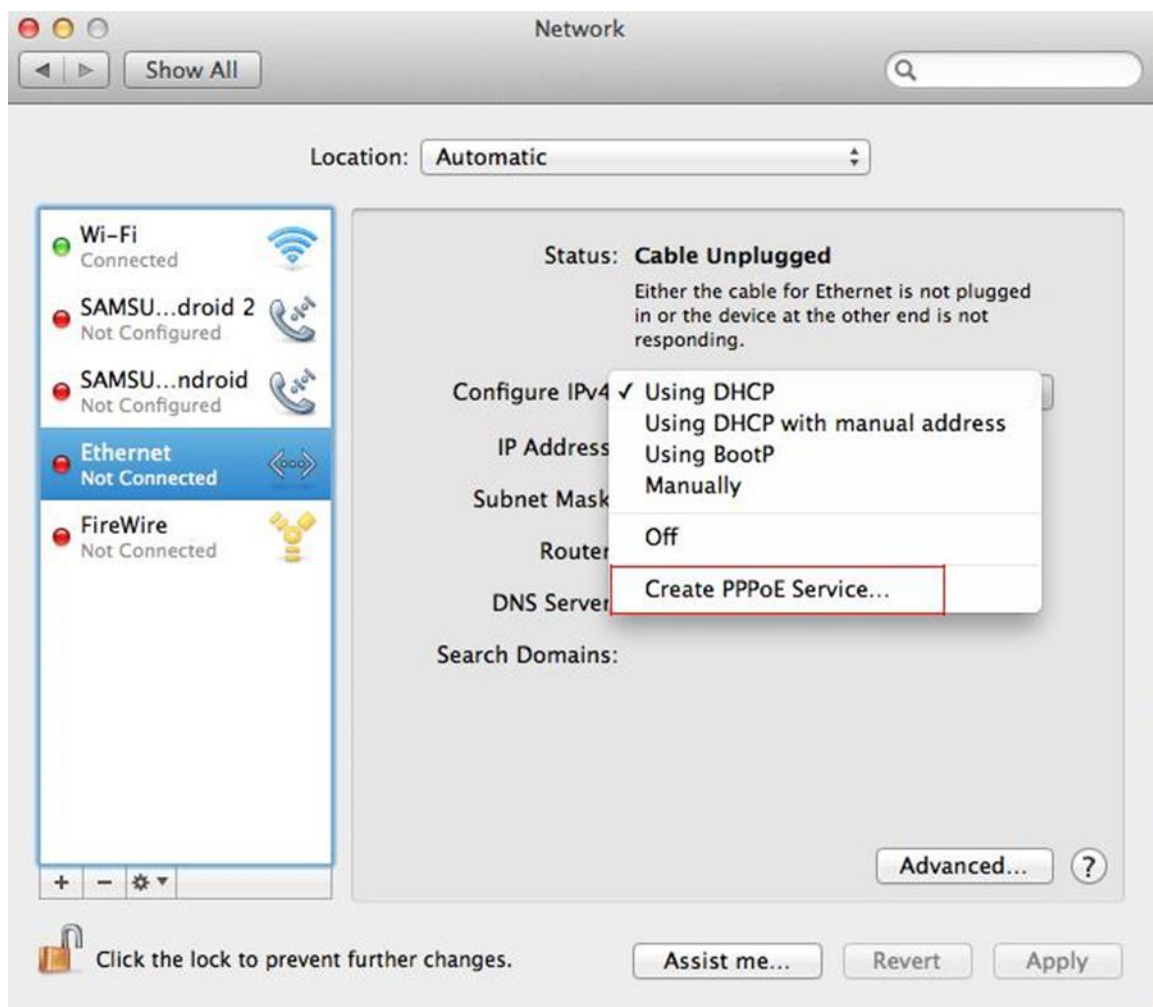 Network
Show All
Location: Automatic
Wi-Fi
Connected
SAMSU...droid 2
Not Configured
SAMSU...ndroid
Not Configured
Ethernet
Not Connected
FireWire
Not Connected
Status: Cable Unplugged
Either the cable for Ethernet is not plugged
in or the device at the other end is not
responding.
Configure IPv4 ✓ Using DHCP
Using DHCP with manual address
IP Address Using BootP
Manually
Subnet Mask
Off
Router
Create PPPoE Service...
DNS Server
Search Domains:
Advanced... ?
+ −
Click the lock to prevent further changes.
Assist me... Revert Apply